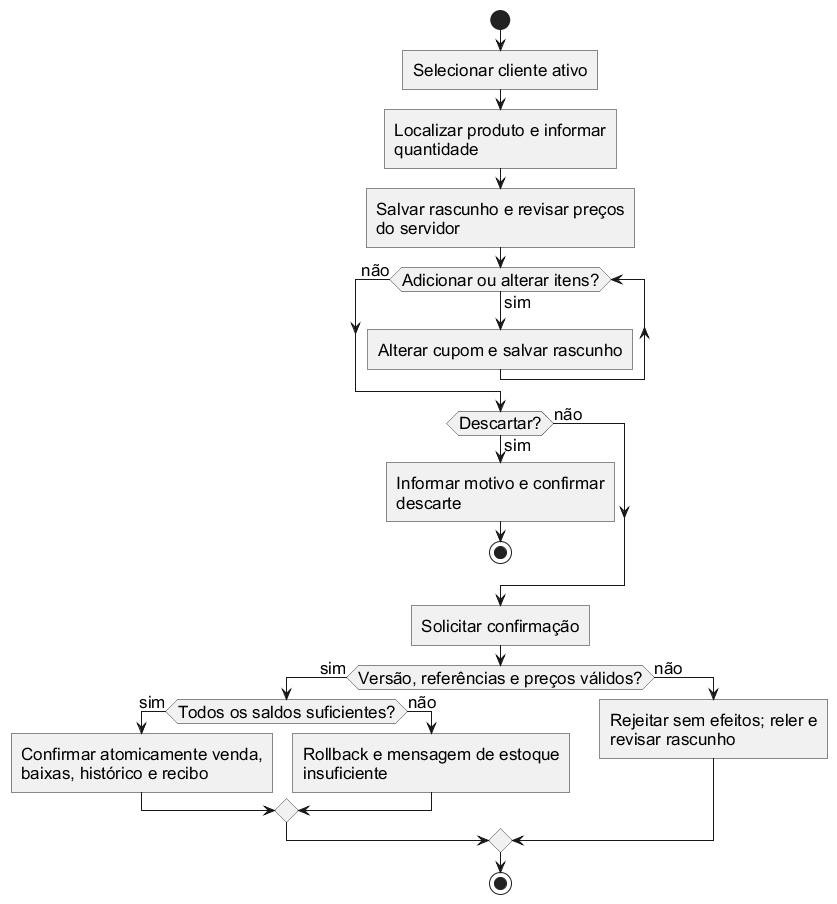 Selecionar cliente ativo
Localizar produto e informar
quantidade
Salvar rascunho e revisar preços
do servidor
não
Adicionar ou alterar itens?
sim
Alterar cupom e salvar rascunho
Descartar?
não
sim
Informar motivo e confirmar
descarte
Solicitar confirmação
sim
Versão, referências e preços válidos?
não
sim
Todos os saldos suficientes?
não
Confirmar atomicamente venda,
baixas, histórico e recibo
Rollback e mensagem de estoque
insuficiente
Rejeitar sem efeitos; reler e
revisar rascunho